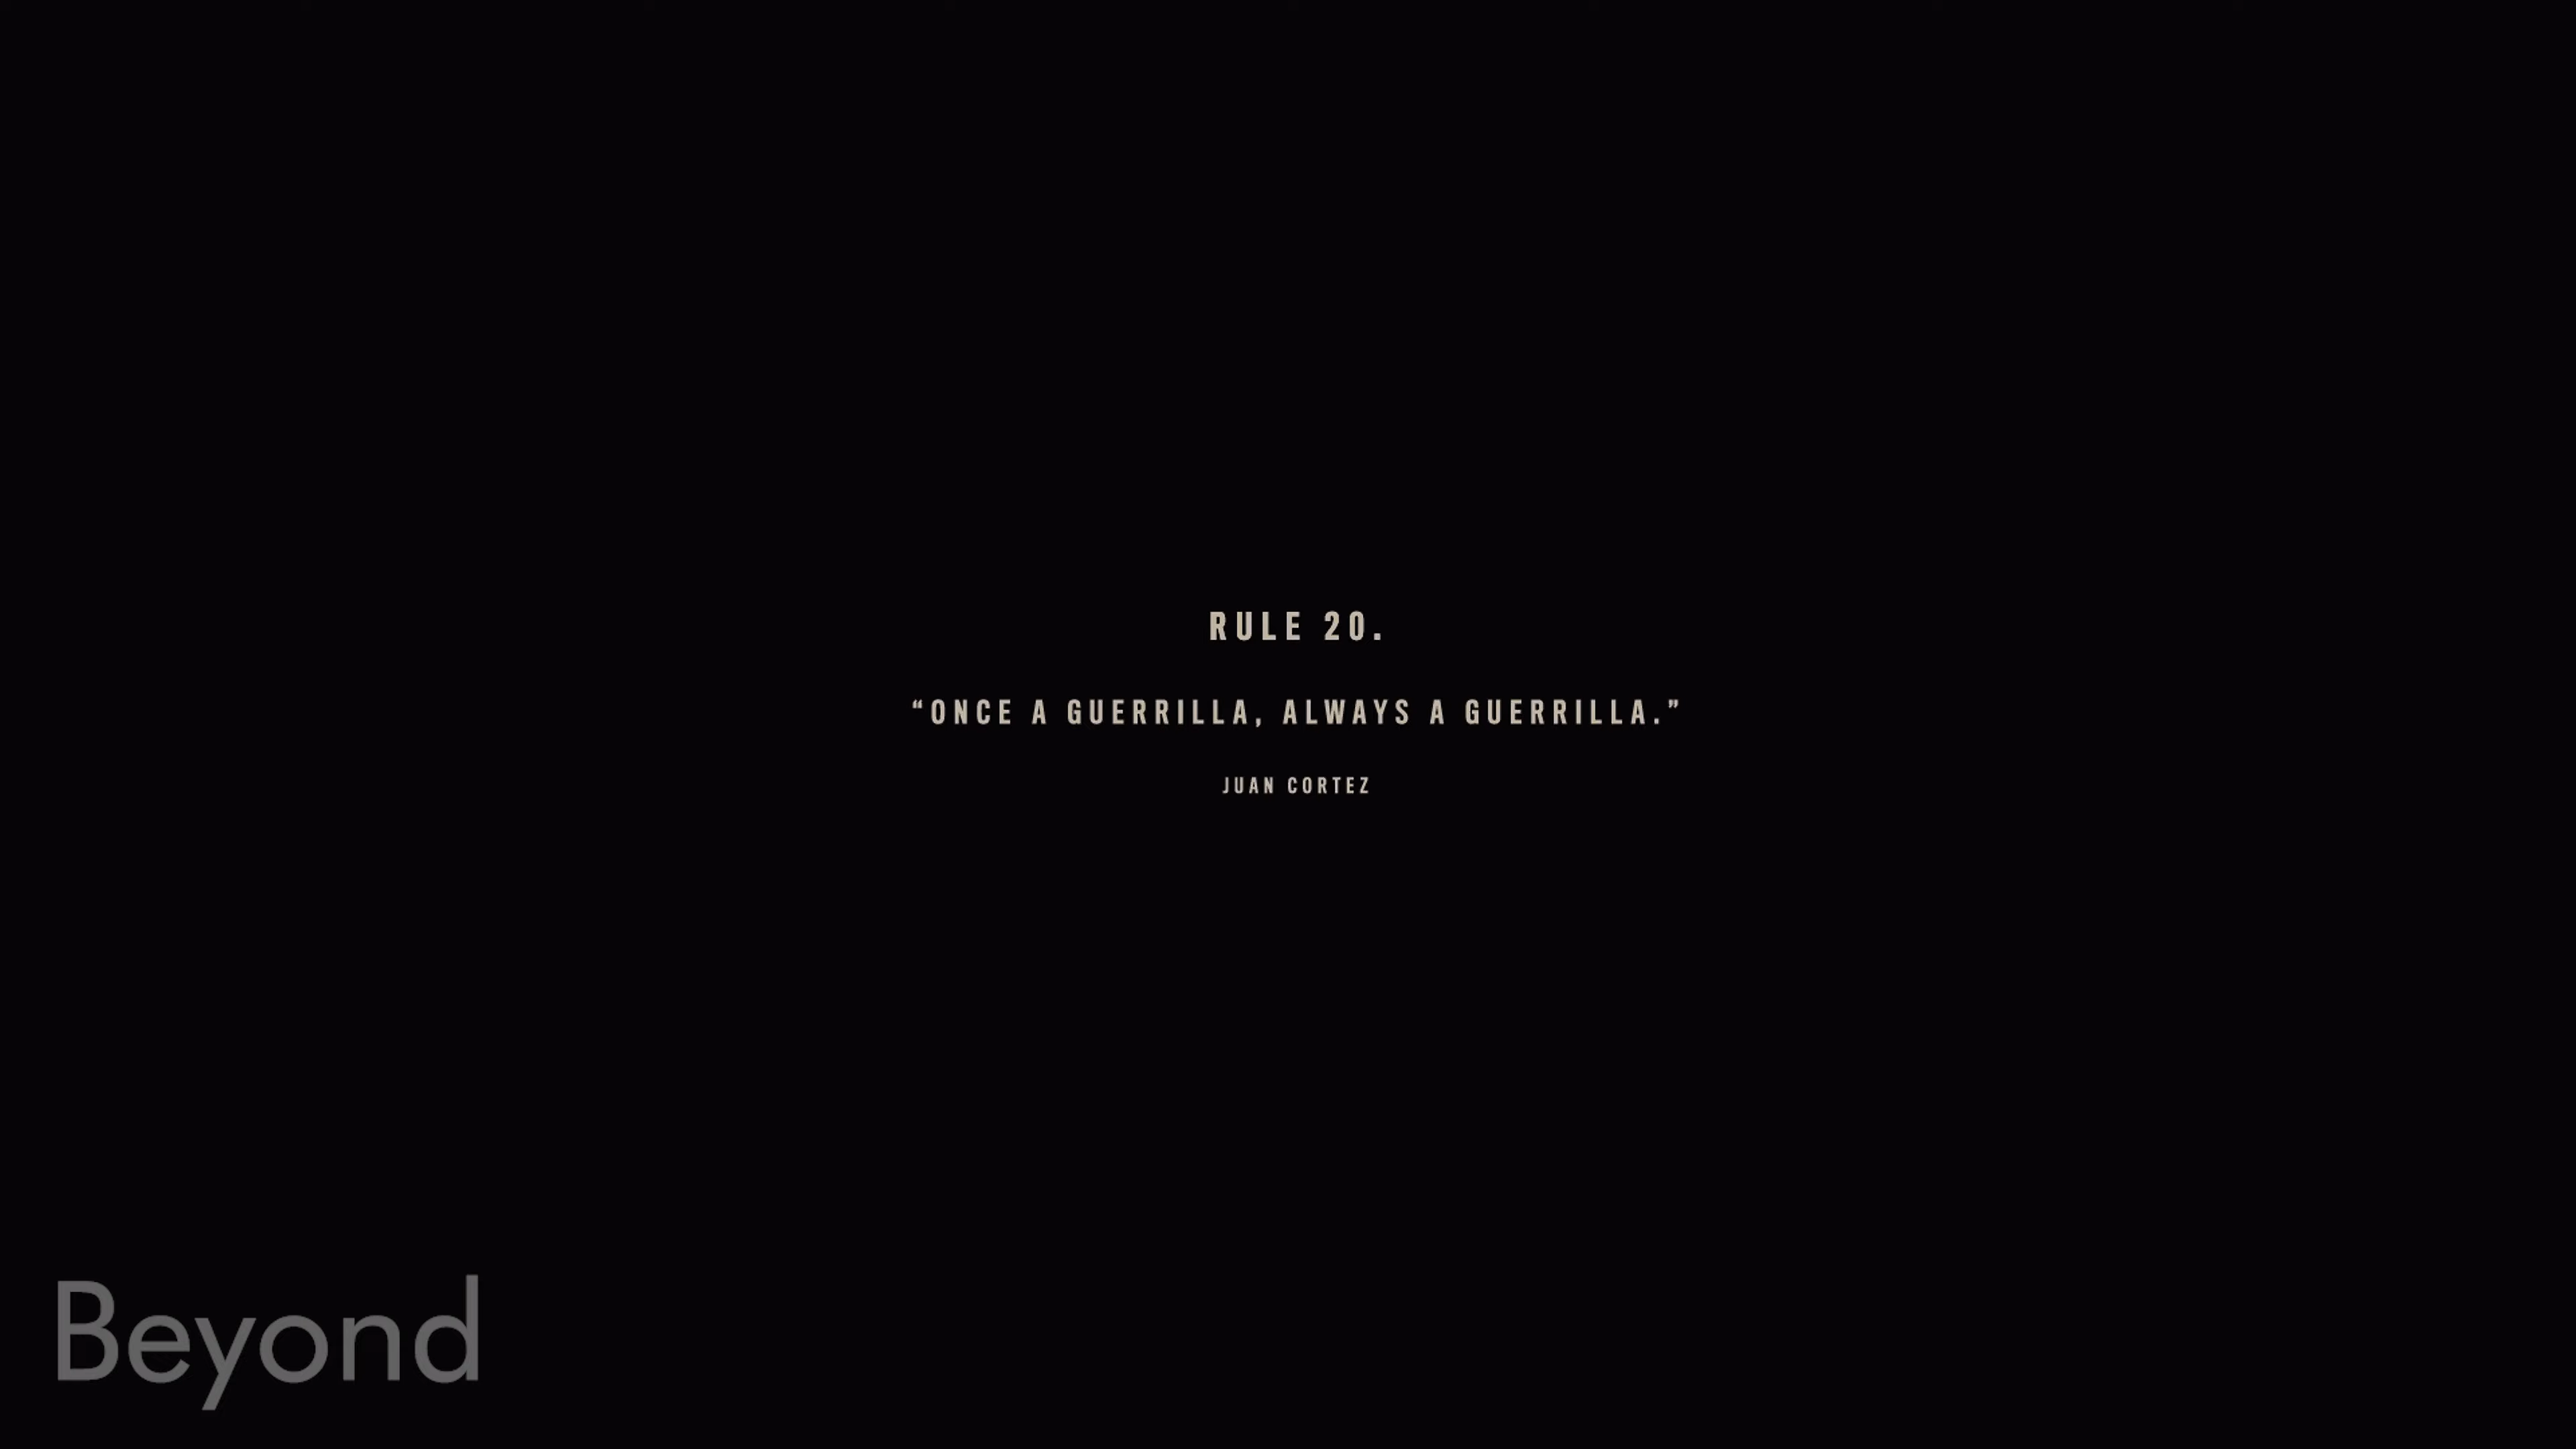 RULE 20.
“ONCE A GUERRILLA, ALWAYS A GUERRILLA.”
JUAN CORTEZ
Beyond